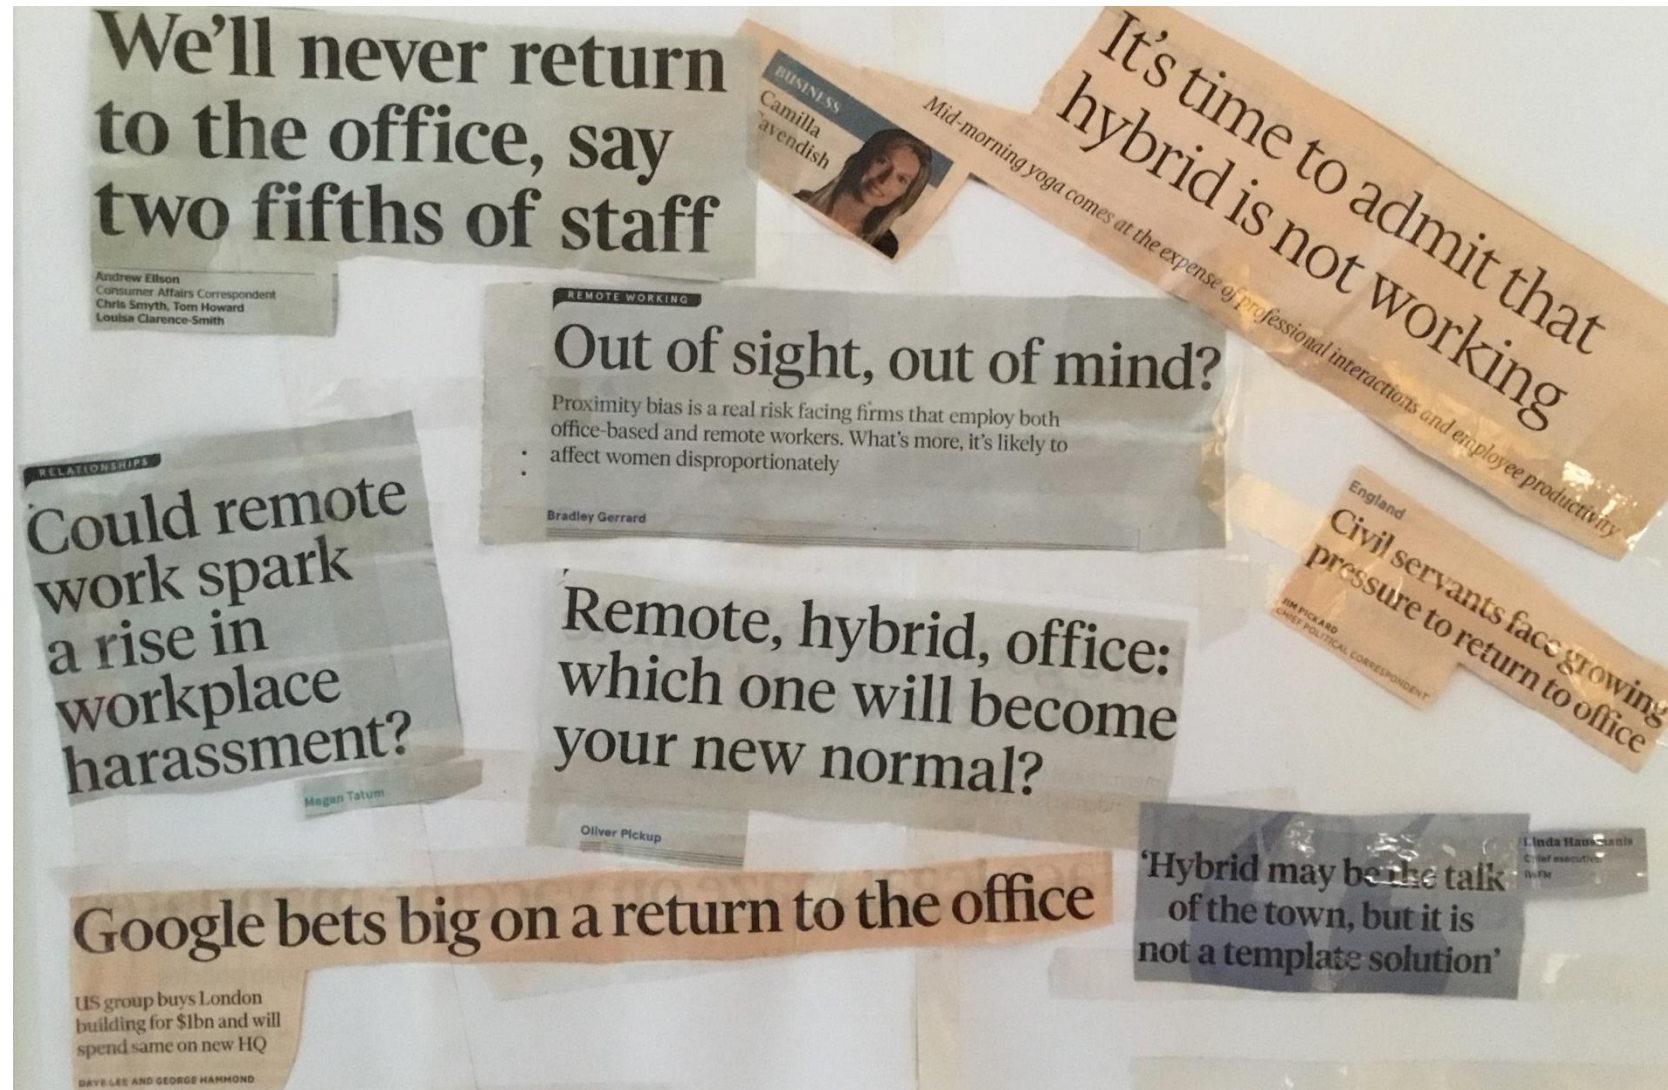 We'll never return
to the office, say
two fifths of staff
Andrew Ellson
Consumer Affairs Correspondent
Chris Smyth, Tom Howard
Louisa Clarence-Smith
BUSINESS
Camilla
avendish
It's time to admit that
hybrid is not working
Mid-morning yoga comes at the expense of professional interactions and employee productivity
REMOTE WORKING
Out of sight, out of mind?
Proximity bias is a real risk facing firms that employ both
office-based and remote workers. What's more, it's likely to
affect women disproportionately
Bradley Gerrard
England
Civil servants face growing
pressure to return to office
JIM PICKARD
CHIEF POLITICAL CORRESPONDENT
RELATIONSHIPS
Could remote
work spark
a rise in
workplace
harassment?
Megan Tatum
Remote, hybrid, office:
which one will become
your new normal?
Oliver Pickup
'Hybrid may be the talk
of the town, but it is
not a template solution'
Linda
Chief executive
IWFM
Google bets big on a return to the office
US group buys London
building for $1bn and will
spend same on new HQ
DAVE LEE AND GEORGE HAMMOND